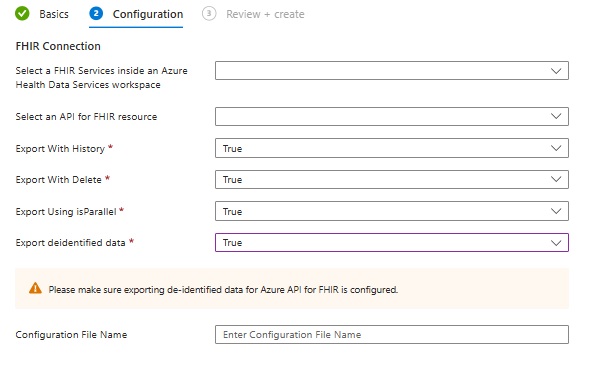 Basics 2 Configuration 3 Review + create
FHIR Connection
Select a FHIR Services inside an Azure
Health Data Services workspace
Select an API for FHIR resource
Export With History * True
Export With Delete * True
Export Using isParallel * True
Export deidentified data * True
Please make sure exporting de-identified data for Azure API for FHIR is configured.
Configuration File Name Enter Configuration File Name